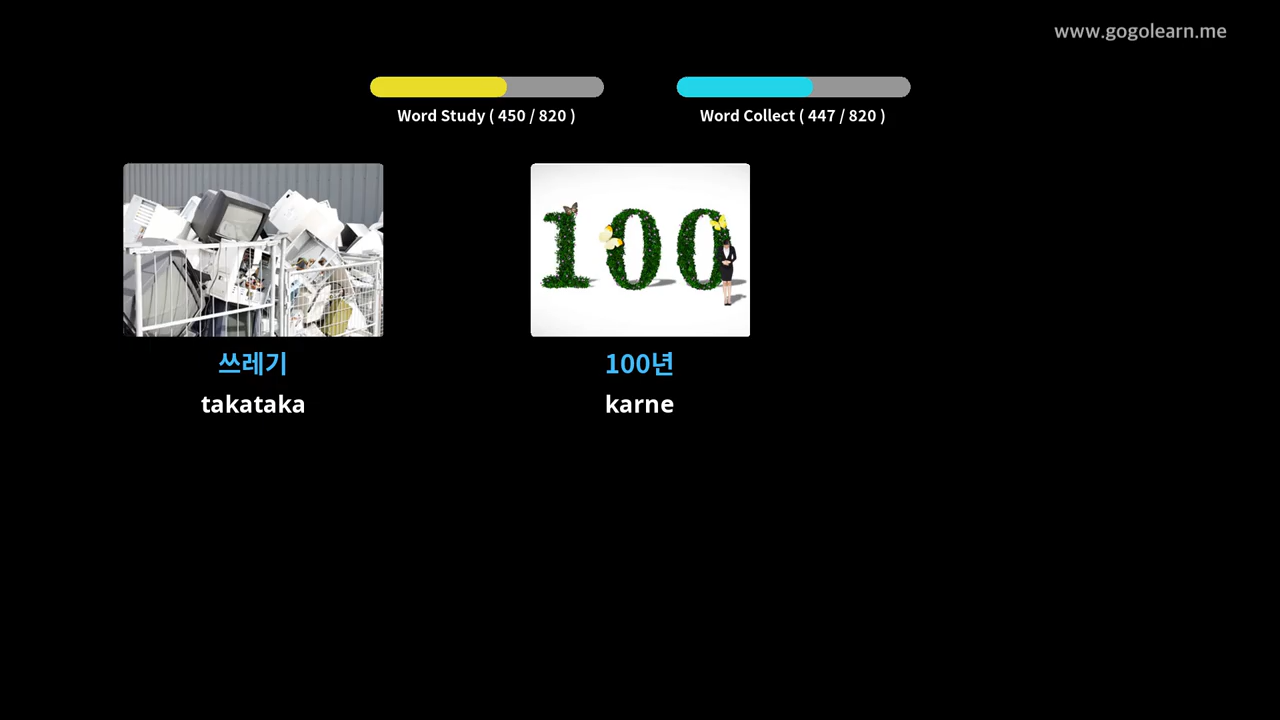 www.gogolearn.me
Word Study ( 450 / 820 )
Word Collect ( 447 / 820 )
100
쓰레기
takataka
100년
karne